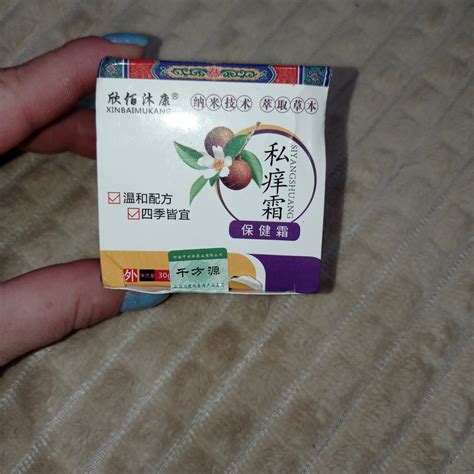 欣佰沐康®
XINBAIMUKANG
纳米技术 萃取草本
温和配方
四季皆宜
私痒霜
SIYANGSHUANG
保健霜
外
30g
千方源